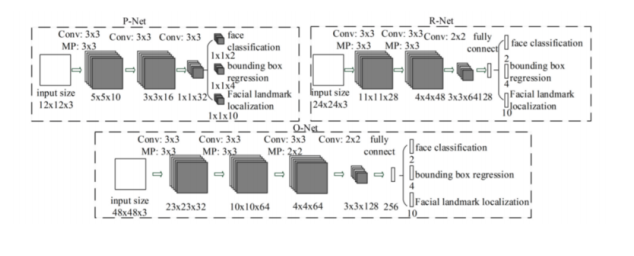 P-Net
Conv: 3x3 Conv: 3x3 Conv: 3x3
MP: 3x3
face
classification
1x1x2
bounding box
regression
1x1x4
Facial landmark
localization
1x1x10
input size
12x12x3
5x5x10
3x3x16
1x1x32
R-Net
Conv: 3x3 Conv: 3x3 Conv: 2x2 fully
MP: 3x3 MP: 3x3 connect
face classification
2
bounding box
regression
4
Facial landmark
localization
10
input size
24x24x3
11x11x28
4x4x48
3x3x64
128
O-Net
Conv: 3x3 Conv: 3x3 Conv: 3x3 Conv: 2x2 fully
MP: 3x3 MP: 3x3 MP: 2x2 connect
face classification
2
bounding box regression
4
Facial landmark localization
10
input size
48x48x3
23x23x32
10x10x64
4x4x64
3x3x128
256